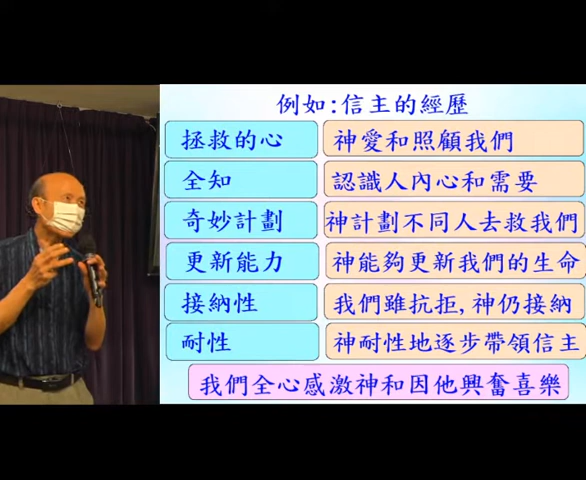 例如:信主的經歷
拯救的心 神愛和照顧我們
全知 認識人內心和需要
奇妙計劃 神計劃不同人去救我們
更新能力 神能夠更新我們的生命
接納性 我們雖抗拒,神仍接納
耐性 神耐性地逐步帶領信主
我們全心感激神和因他興奮喜樂